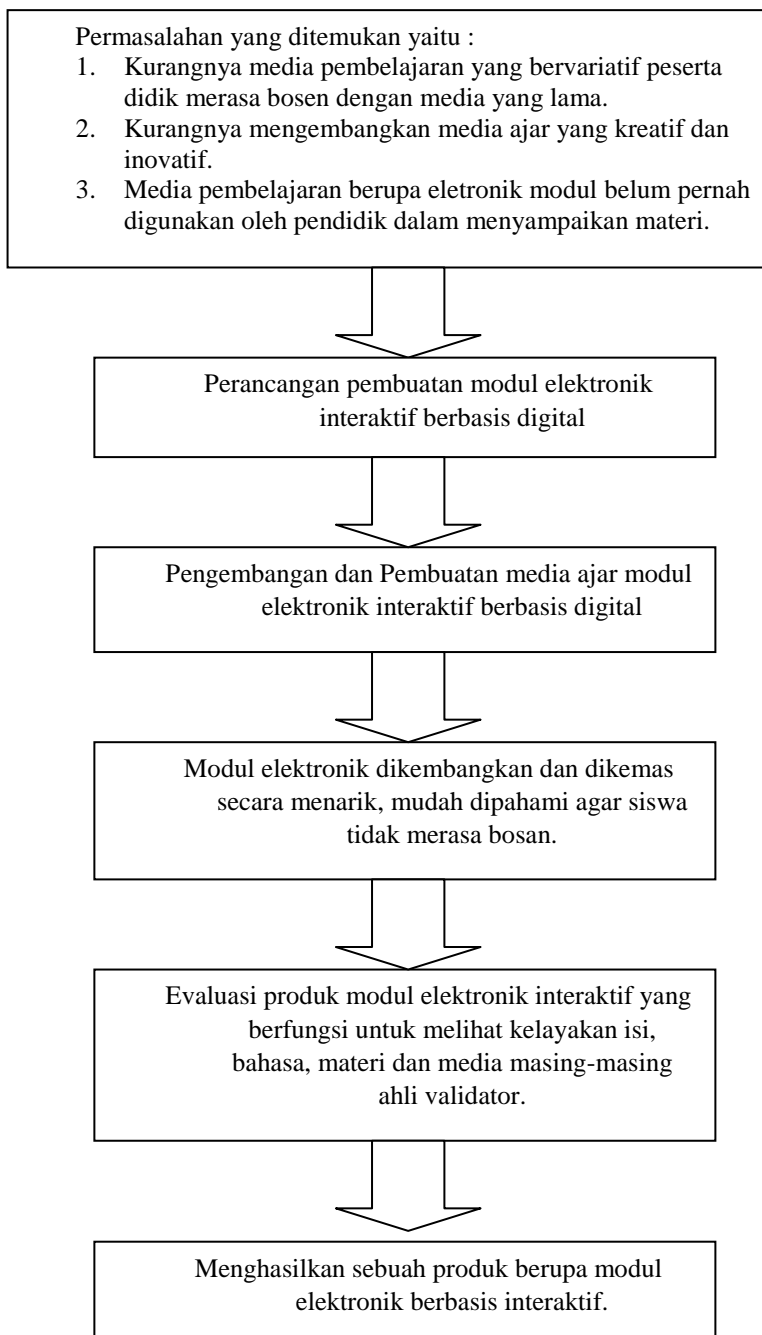 Permasalahan yang ditemukan yaitu :
1. Kurangnya media pembelajaran yang bervariatif peserta
didik merasa bosen dengan media yang lama.
2. Kurangnya mengembangkan media ajar yang kreatif dan
inovatif.
3. Media pembelajaran berupa eletronik modul belum pernah
digunakan oleh pendidik dalam menyampaikan materi.
Perancangan pembuatan modul elektronik
interaktif berbasis digital
Pengembangan dan Pembuatan media ajar modul
elektronik interaktif berbasis digital
Modul elektronik dikembangkan dan dikemas
secara menarik, mudah dipahami agar siswa
tidak merasa bosan.
Evaluasi produk modul elektronik interaktif yang
berfungsi untuk melihat kelayakan isi,
bahasa, materi dan media masing-masing
ahli validator.
Menghasilkan sebuah produk berupa modul
elektronik berbasis interaktif.